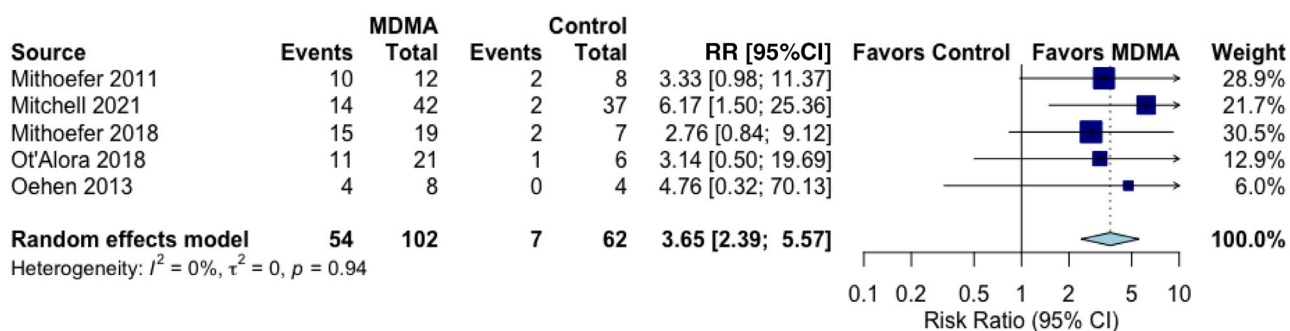 MDMA Control
Source Events Total Events Total RR [95%CI] Favors Control Favors MDMA Weight
Mithoefer 2011 10 12 2 8 3.33 [0.98; 11.37] 28.9%
Mitchell 2021 14 42 2 37 6.17 [1.50; 25.36] 21.7%
Mithoefer 2018 15 19 2 7 2.76 [0.84; 9.12] 30.5%
Ot'Alora 2018 11 21 1 6 3.14 [0.50; 19.69] 12.9%
Oehen 2013 4 8 0 4 4.76 [0.32; 70.13] 6.0%
Random effects model 54 102 7 62 3.65 [2.39; 5.57] 100.0%
Heterogeneity: I² = 0%, τ² = 0, p = 0.94
0.1 0.2 0.5 1 2 5 10
Risk Ratio (95% CI)